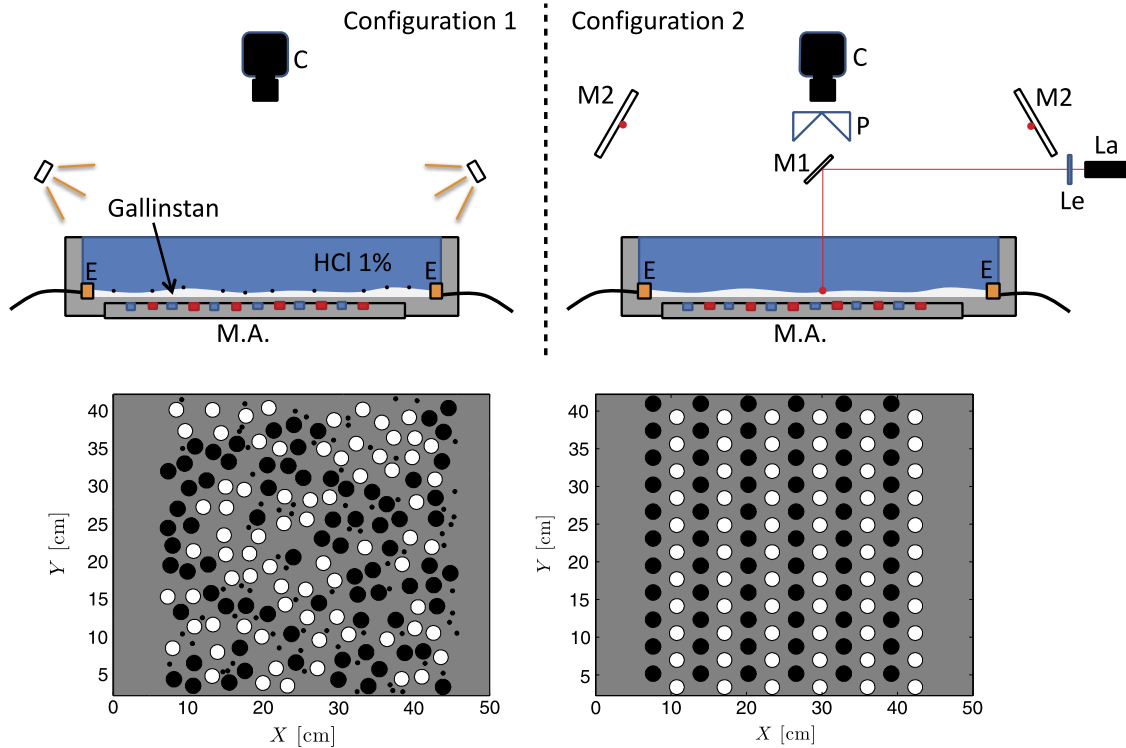 Configuration 1
C
Gallinstan
HCl 1%
E
E
M.A.
Configuration 2
C
M2
M2
P
La
M1
Le
E
E
M.A.
40
35
30
25
20
15
10
5
Y [cm]
0 10 20 30 40 50
X [cm]
40
35
30
25
20
15
10
5
Y [cm]
0 10 20 30 40 50
X [cm]